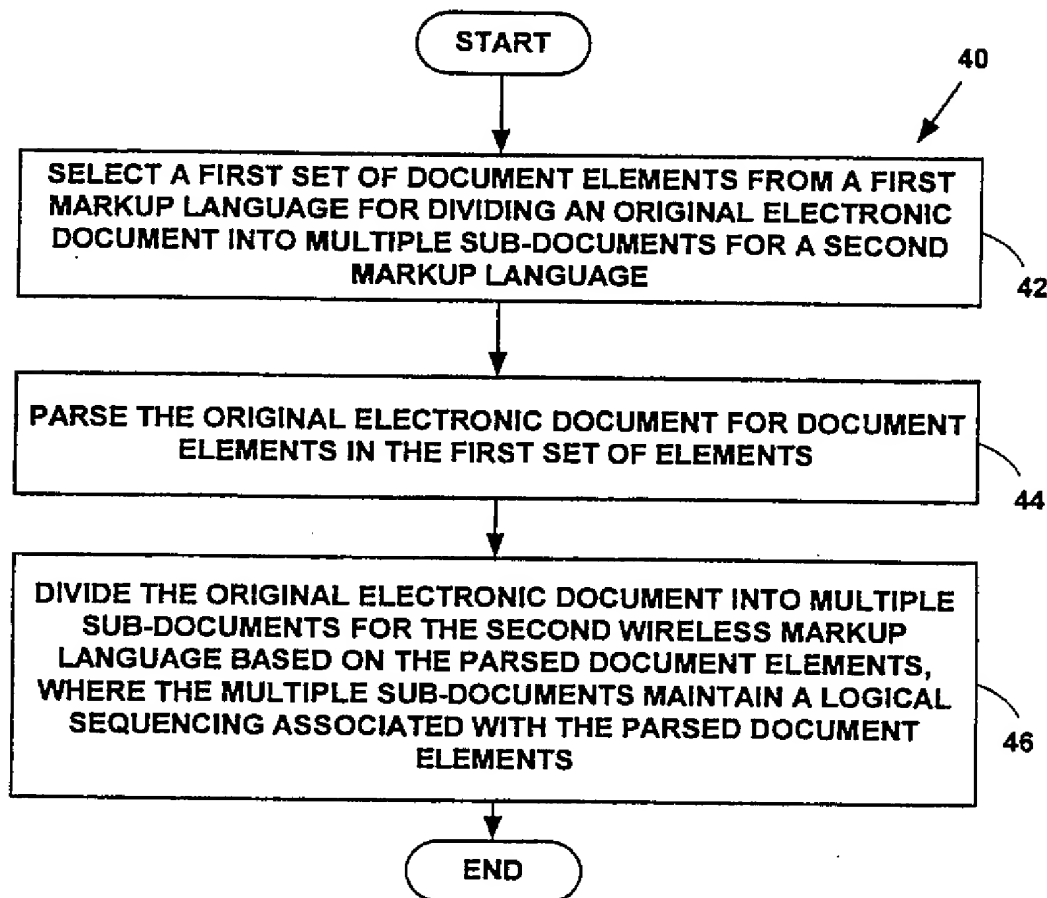 START
40
SELECT A FIRST SET OF DOCUMENT ELEMENTS FROM A FIRST
MARKUP LANGUAGE FOR DIVIDING AN ORIGINAL ELECTRONIC
DOCUMENT INTO MULTIPLE SUB-DOCUMENTS FOR A SECOND
MARKUP LANGUAGE
42
PARSE THE ORIGINAL ELECTRONIC DOCUMENT FOR DOCUMENT
ELEMENTS IN THE FIRST SET OF ELEMENTS
44
DIVIDE THE ORIGINAL ELECTRONIC DOCUMENT INTO MULTIPLE
SUB-DOCUMENTS FOR THE SECOND WIRELESS MARKUP
LANGUAGE BASED ON THE PARSED DOCUMENT ELEMENTS,
WHERE THE MULTIPLE SUB-DOCUMENTS MAINTAIN A LOGICAL
SEQUENCING ASSOCIATED WITH THE PARSED DOCUMENT
ELEMENTS
46
END